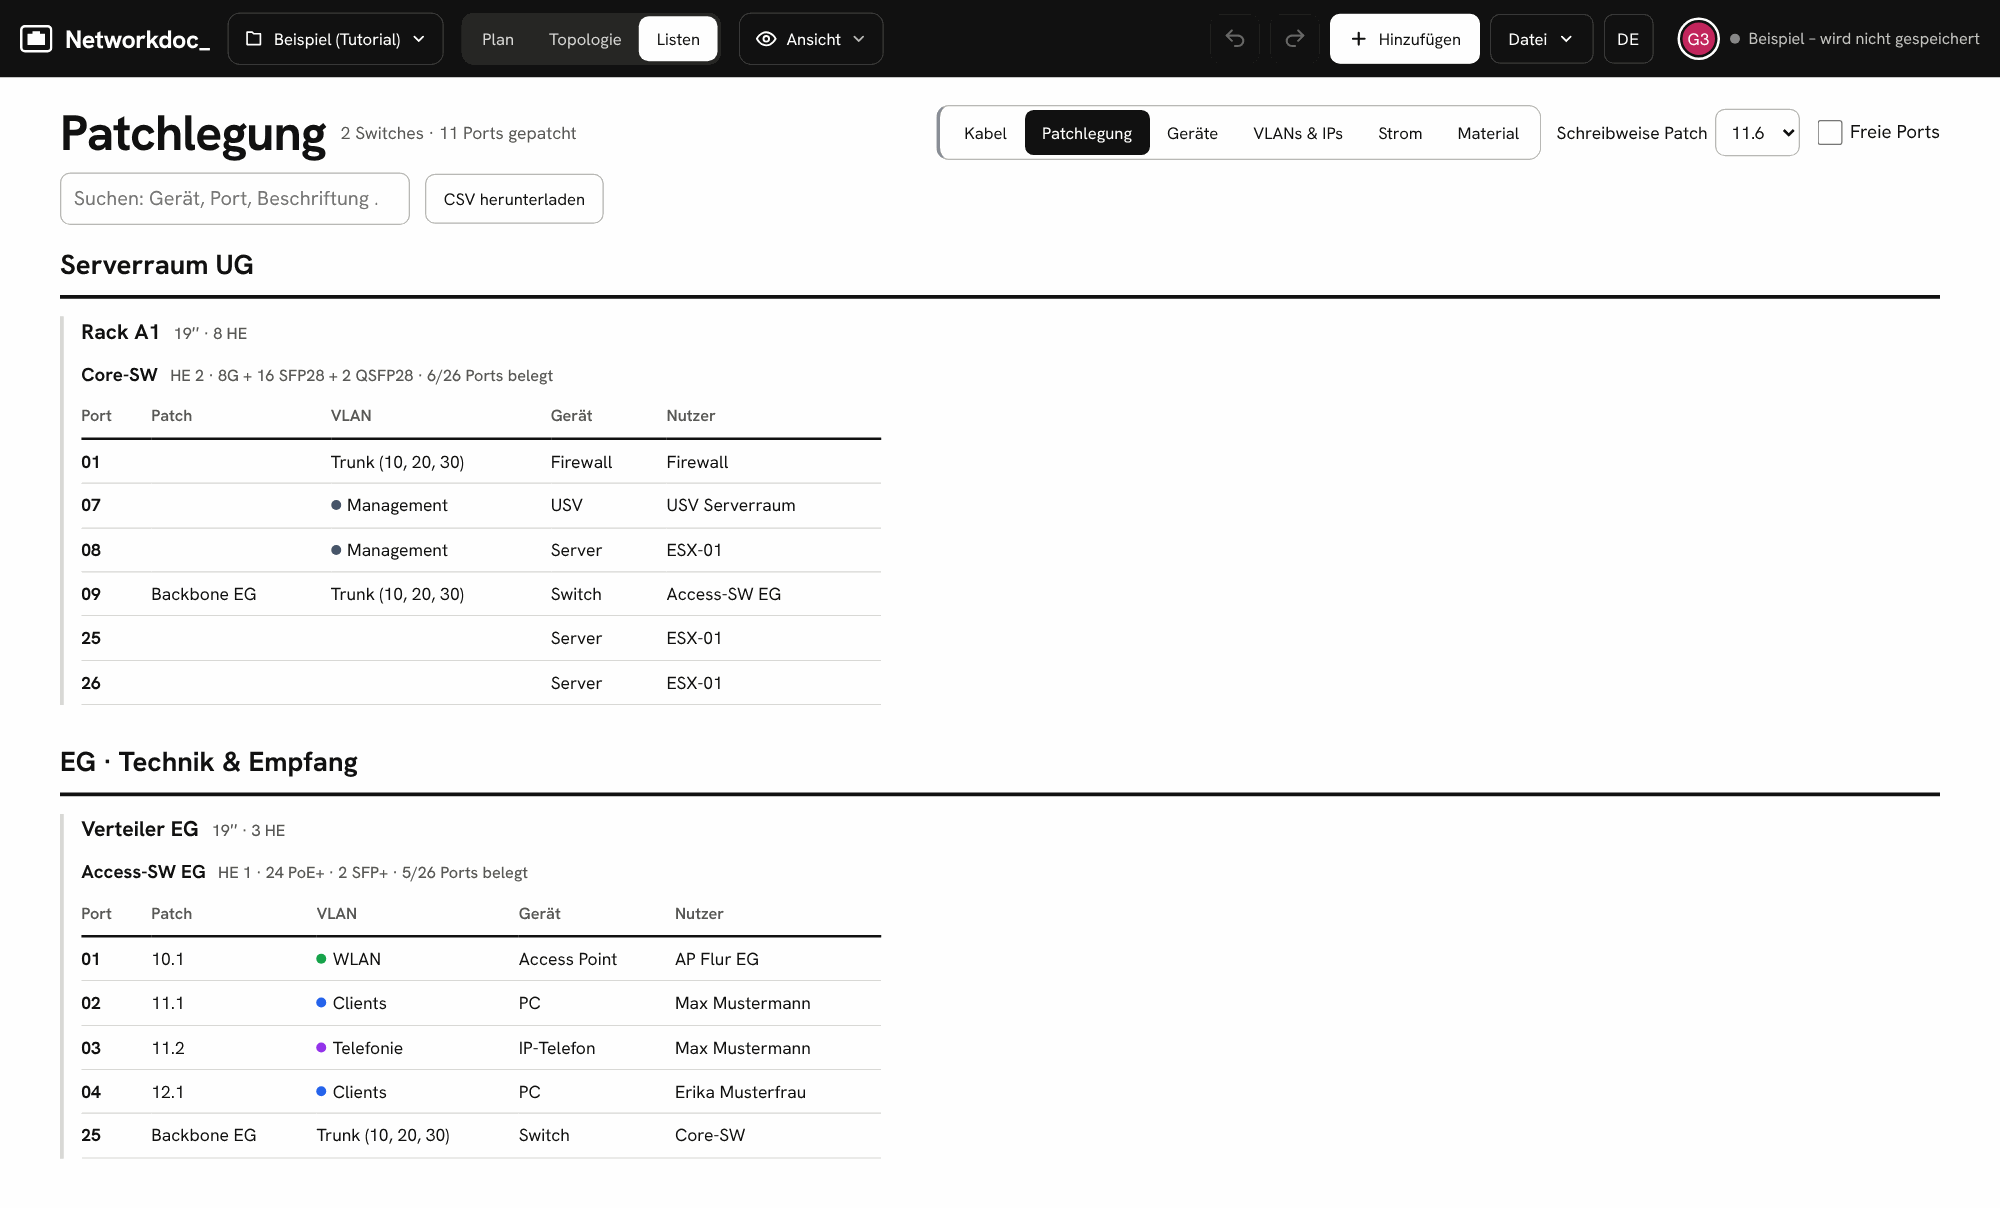 Networkdoc_ Beispiel (Tutorial) Plan Topologie Listen Ansicht Hinzufügen Datei DE G3 Beispiel – wird nicht gespeichert
Patchlegung 2 Switches · 11 Ports gepatcht Kabel Patchlegung Geräte VLANs & IPs Strom Material Schreibweise Patch 11.6 Freie Ports
Suchen: Gerät, Port, Beschriftung . CSV herunterladen
Serverraum UG
Rack A1 19″ · 8 HE
Core-SW HE 2 · 8G + 16 SFP28 + 2 QSFP28 · 6/26 Ports belegt
Port Patch VLAN Gerät Nutzer
01 Trunk (10, 20, 30) Firewall Firewall
07 Management USV USV Serverraum
08 Management Server ESX-01
09 Backbone EG Trunk (10, 20, 30) Switch Access-SW EG
25 Server ESX-01
26 Server ESX-01
EG · Technik & Empfang
Verteiler EG 19″ · 3 HE
Access-SW EG HE 1 · 24 PoE+ · 2 SFP+ · 5/26 Ports belegt
Port Patch VLAN Gerät Nutzer
01 10.1 WLAN Access Point AP Flur EG
02 11.1 Clients PC Max Mustermann
03 11.2 Telefonie IP-Telefon Max Mustermann
04 12.1 Clients PC Erika Musterfrau
25 Backbone EG Trunk (10, 20, 30) Switch Core-SW